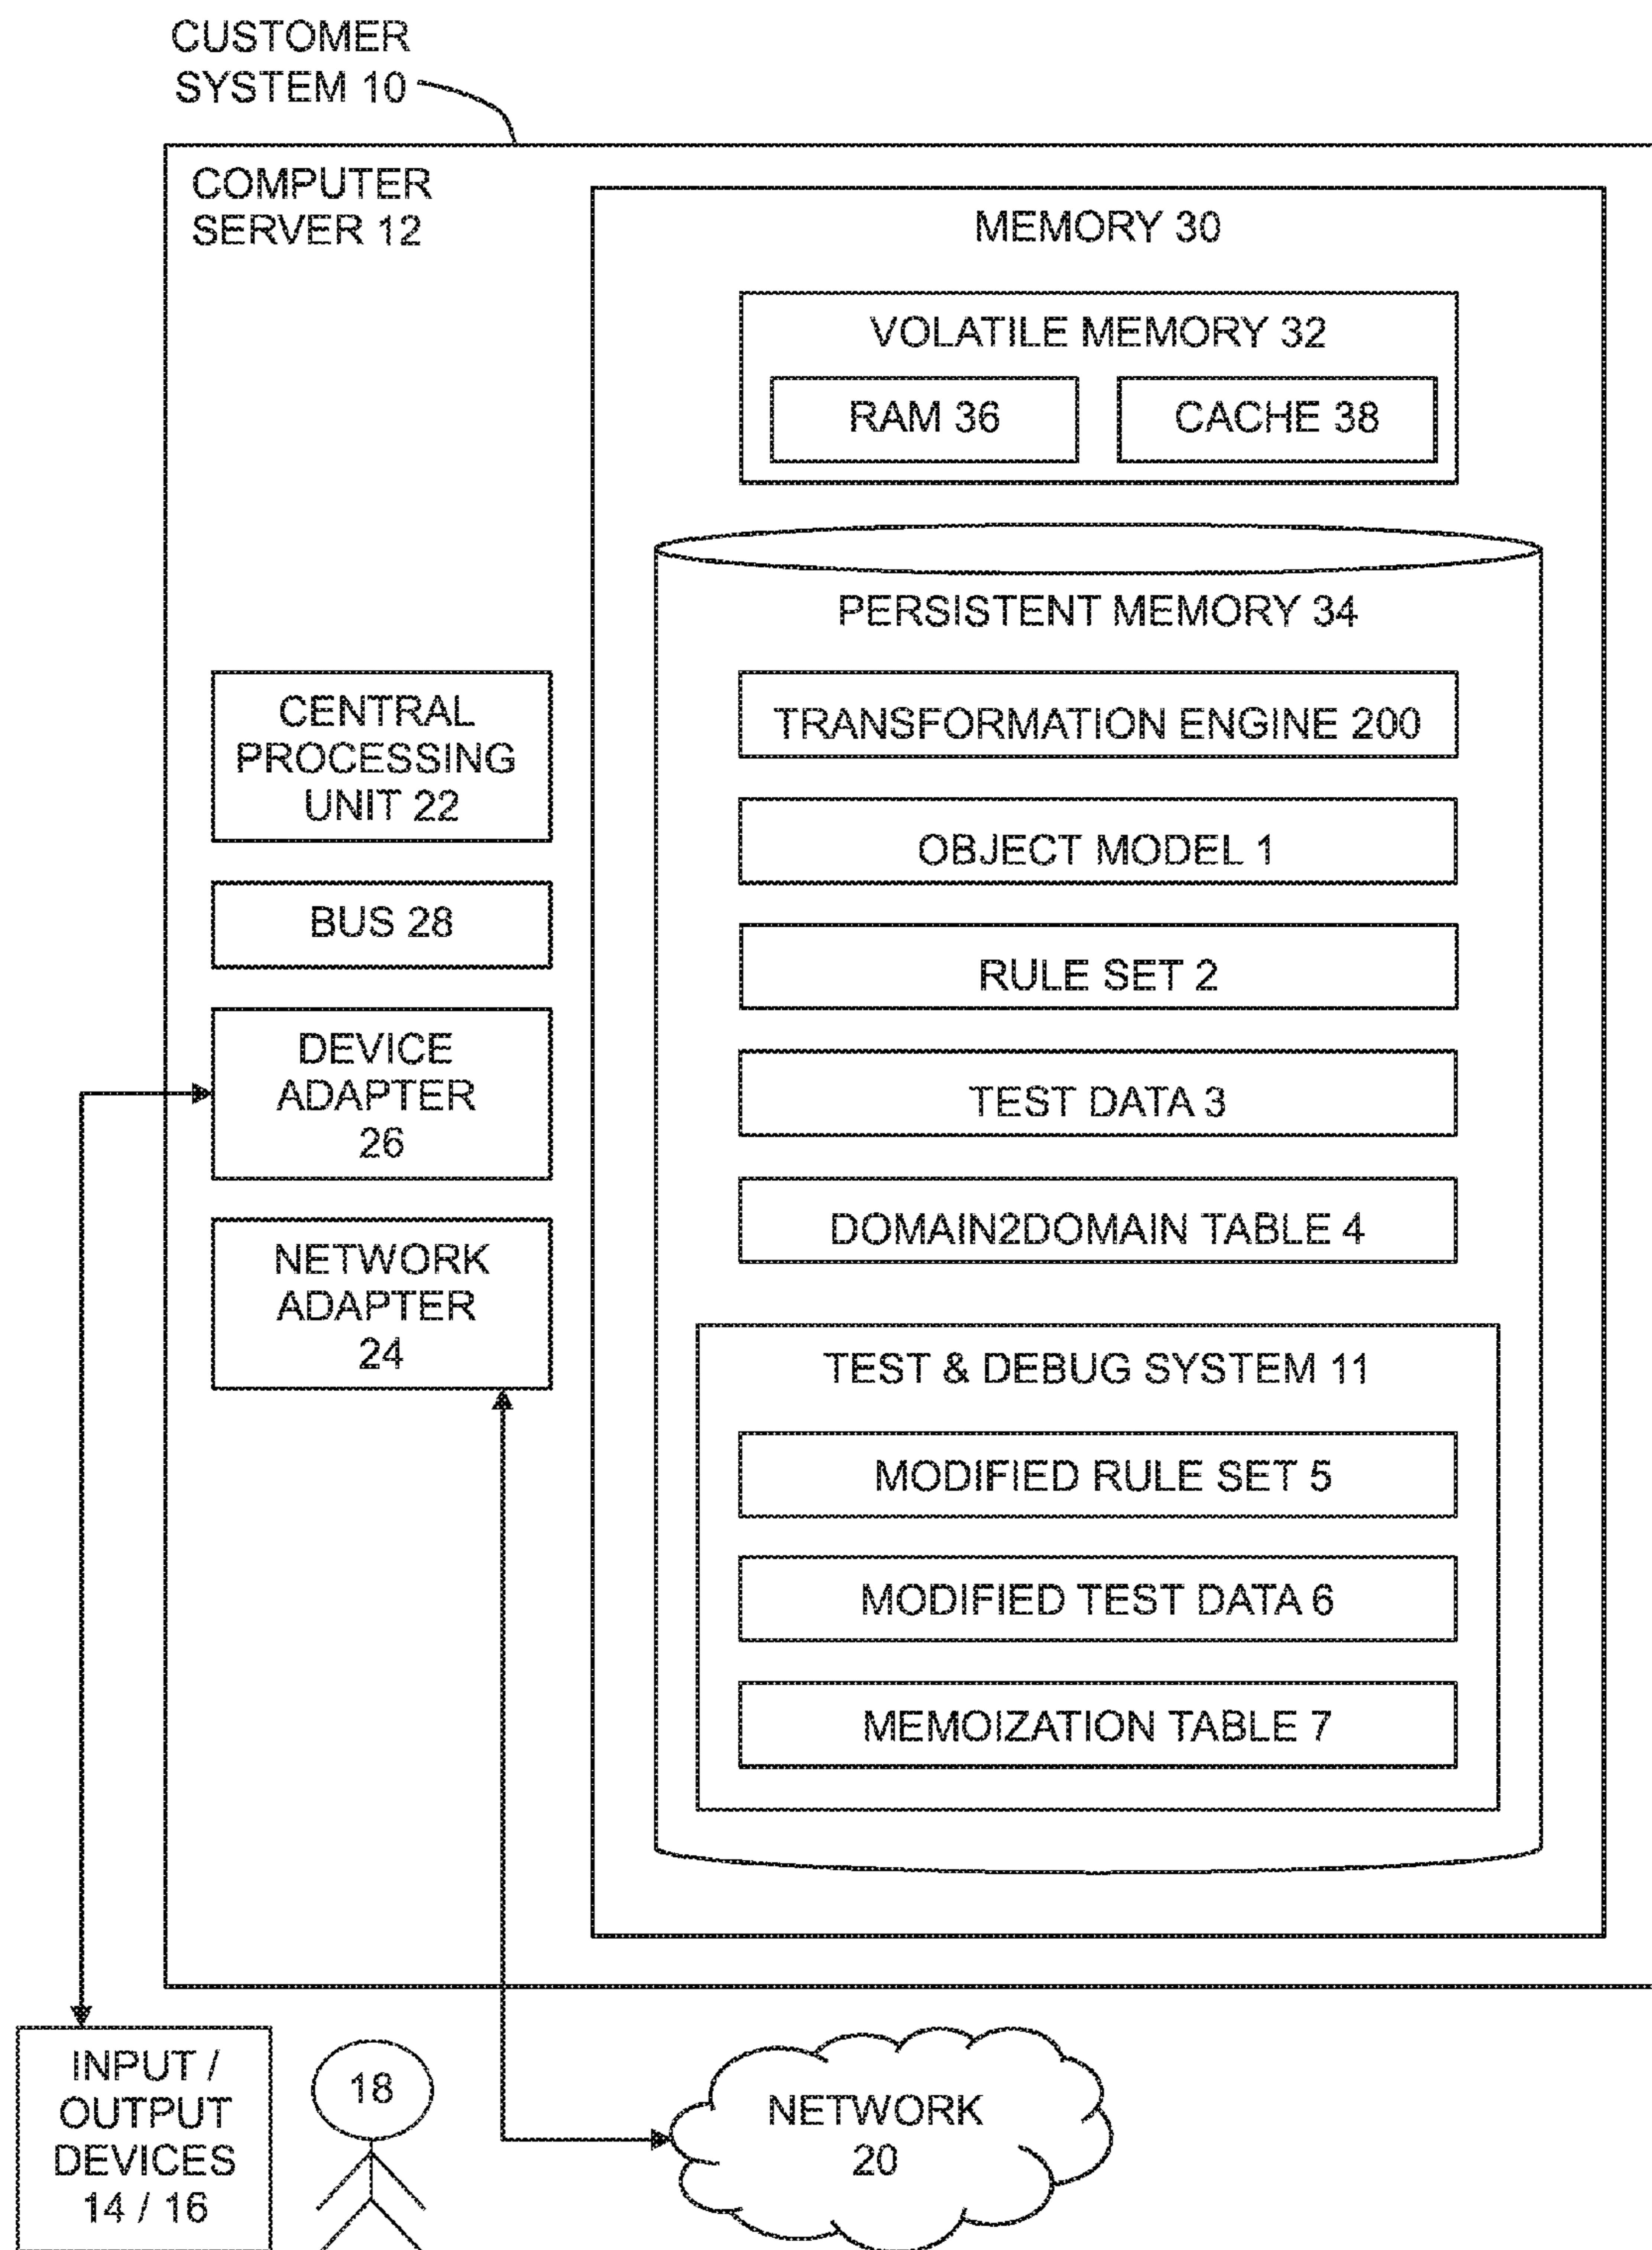 CUSTOMER
SYSTEM 10
COMPUTER
SERVER 12
MEMORY 30
VOLATILE MEMORY 32
RAM 36
CACHE 38
PERSISTENT MEMORY 34
TRANSFORMATION ENGINE 200
OBJECT MODEL 1
RULE SET 2
TEST DATA 3
DOMAIN2DOMAIN TABLE 4
TEST & DEBUG SYSTEM 11
MODIFIED RULE SET 5
MODIFIED TEST DATA 6
MEMOIZATION TABLE 7
CENTRAL
PROCESSING
UNIT 22
BUS 28
DEVICE
ADAPTER
26
NETWORK
ADAPTER
24
INPUT /
OUTPUT
DEVICES
14 / 16
18
NETWORK
20